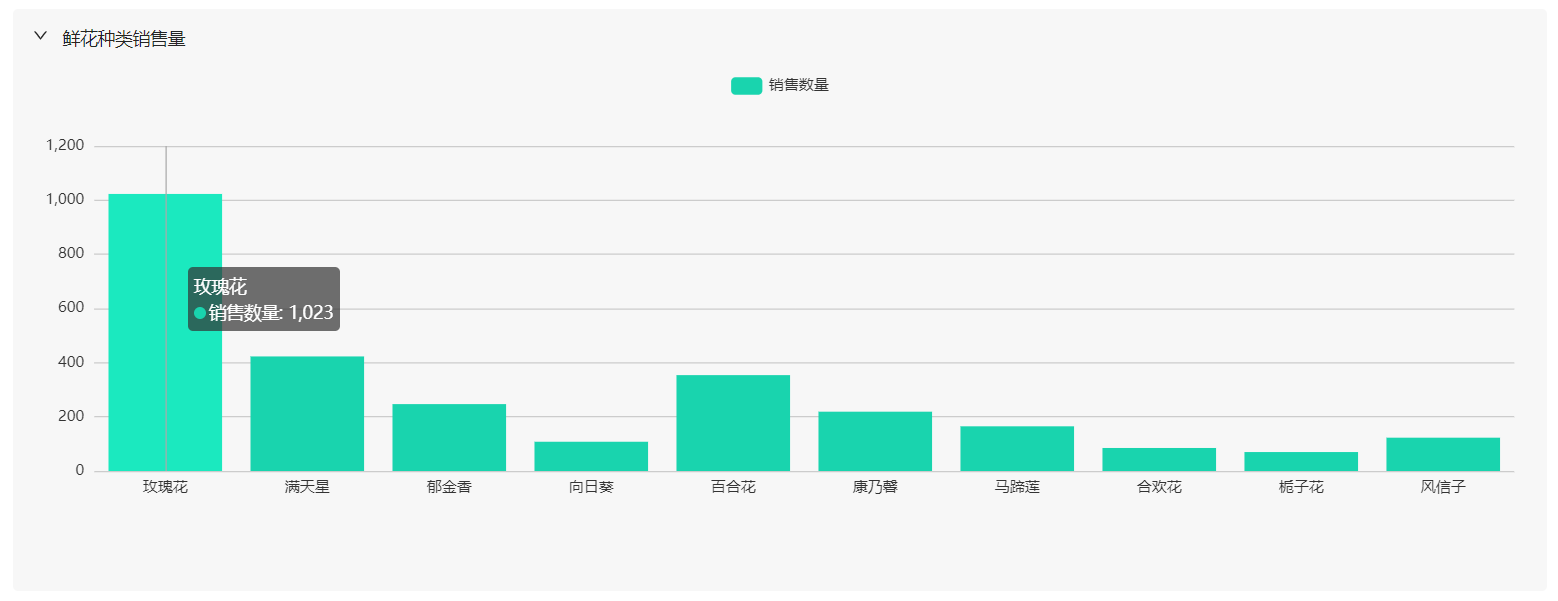 鲜花种类销售量
销售数量
1,200
1,000
800
600
400
200
0
玫瑰花
销售数量: 1,023
玫瑰花 满天星 郁金香 向日葵 百合花 康乃馨 马蹄莲 合欢花 栀子花 风信子